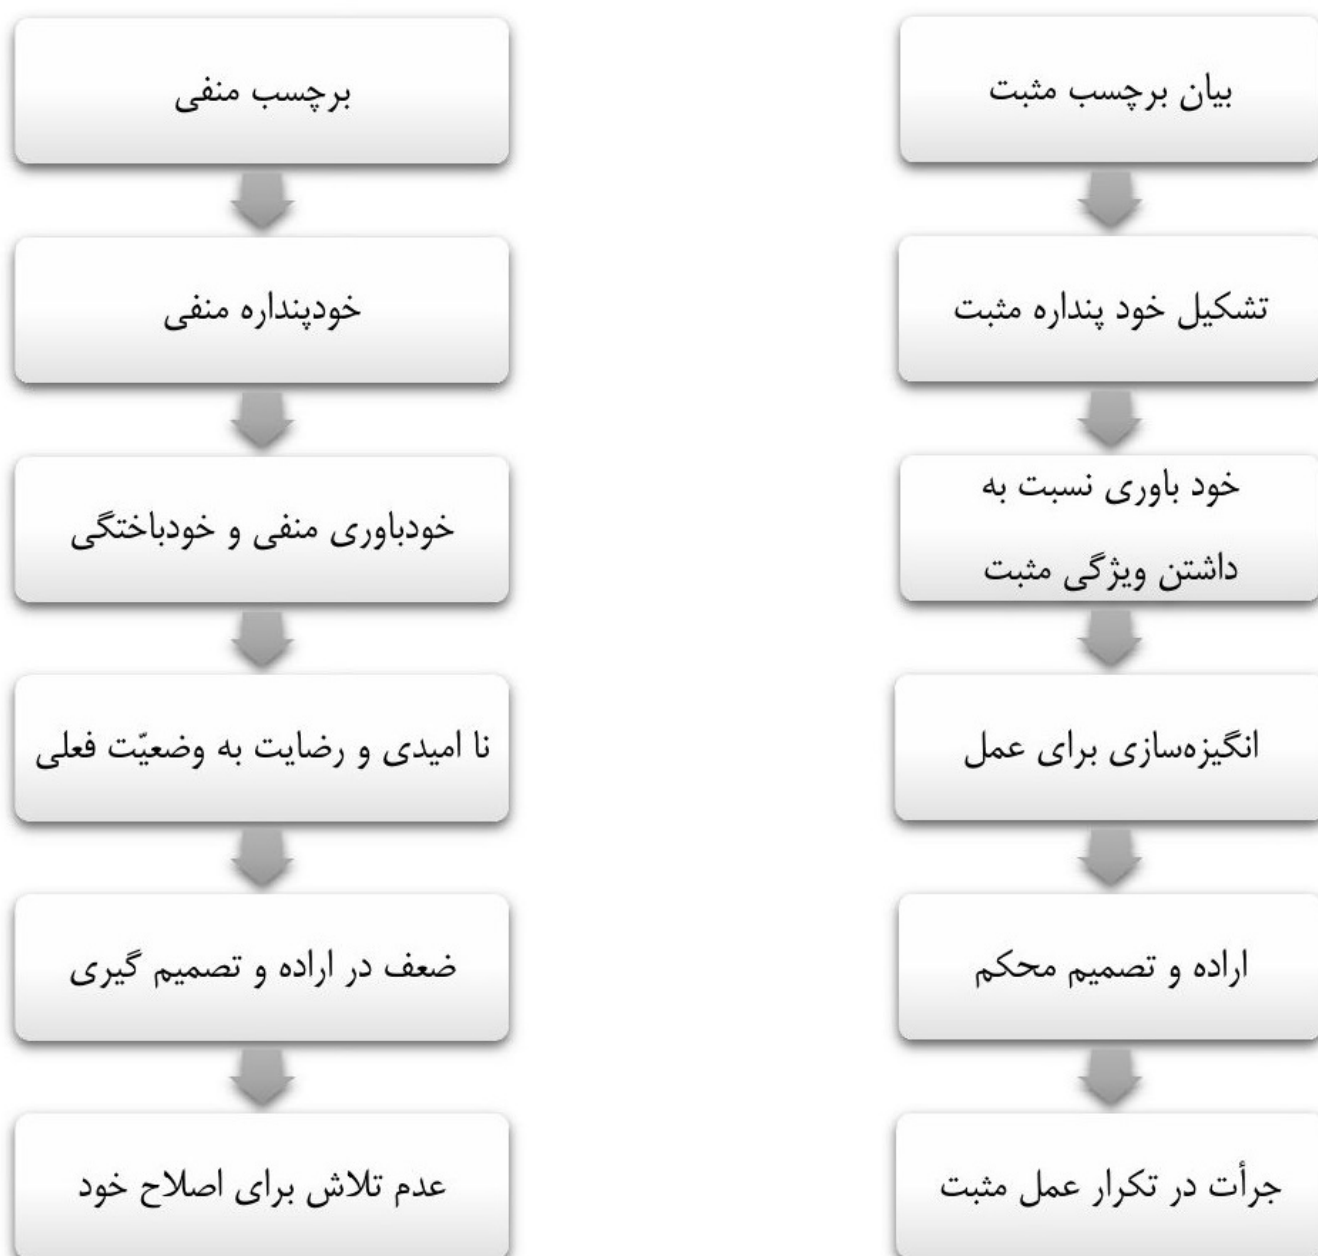 بیان برچسب مثبت
تشکیل خود پنداره مثبت
خود باوری نسبت به
داشتن ویژگی مثبت
انگیزه‌سازی برای عمل
اراده و تصمیم محکم
جرأت در تکرار عمل مثبت
برچسب منفی
خودپنداره منفی
خودباوری منفی و خودباختگی
نا امیدی و رضایت به وضعیّت فعلی
ضعف در اراده و تصمیم گیری
عدم تلاش برای اصلاح خود